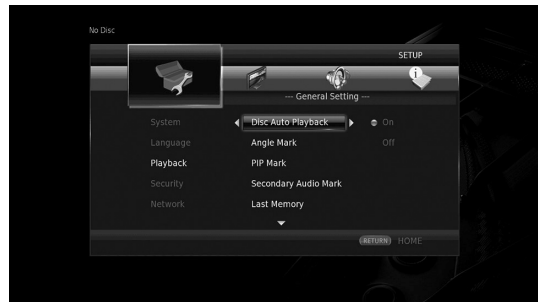 No Disc
SETUP
--- General Setting ---
System
Disc Auto Playback
On
Language
Angle Mark
Off
Playback
PIP Mark
Security
Secondary Audio Mark
Network
Last Memory
RETURN HOME